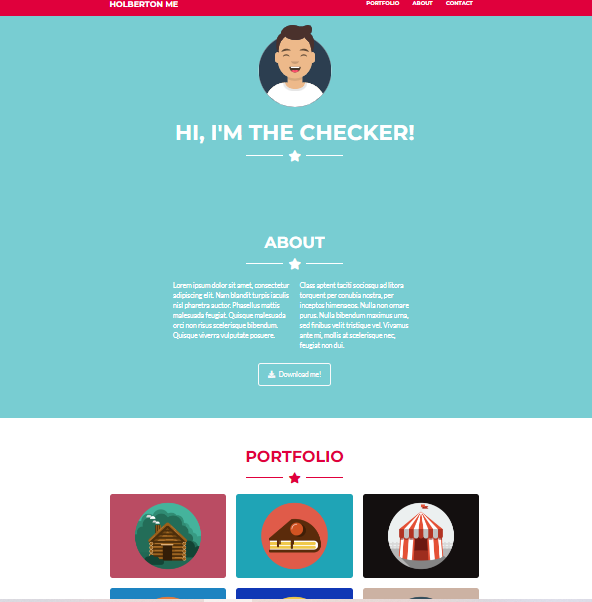 HOLBERTON ME
PORTFOLIO ABOUT CONTACT
HI, I'M THE CHECKER!
ABOUT
Lorem ipsum dolor sit amet, consectetur
adipiscing elit. Nam blandit turpis iaculis
nisl pharetra auctor. Phasellus mattis
malesuada feugiat. Quisque malesuada
orci non risus scelerisque bibendum.
Quisque viverra vulputate posuere.
Class aptent taciti sociosqu ad litora
torquent per conubia nostra, per
inceptos himenaeos. Nulla non ornare
purus. Nulla bibendum maximus urna,
sed finibus velit tristique vel. Vivamus
ante mi, mollis at scelerisque nec,
feugiat non dui.
Download me!
PORTFOLIO